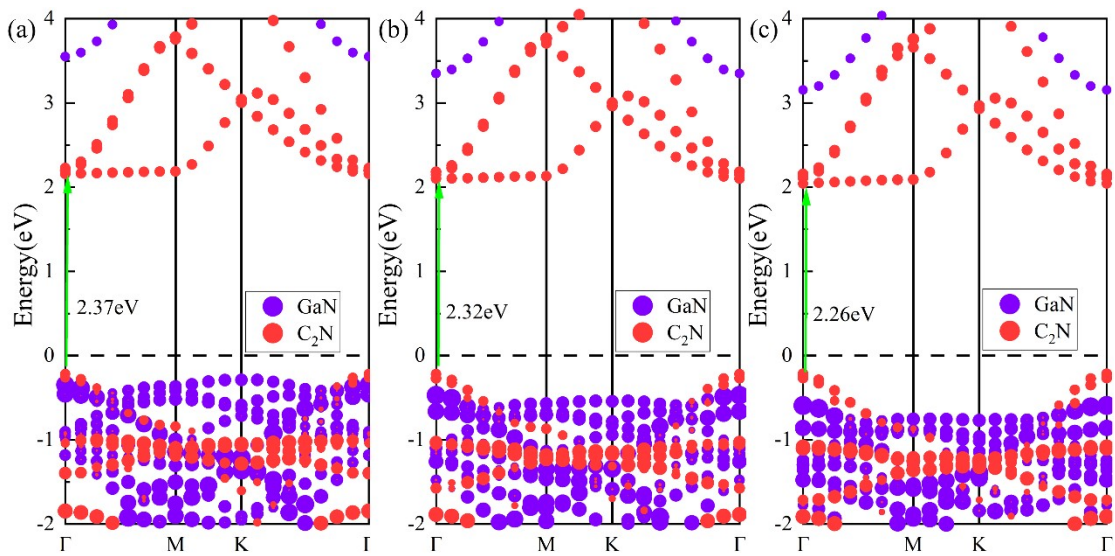 (a)
Energy(eV)
4
3
2
1
0
-1
-2
2.37eV
GaN
C₂N
Γ
M
K
Γ
(b)
Energy(eV)
4
3
2
1
0
-1
-2
2.32eV
GaN
C₂N
Γ
M
K
Γ
(c)
Energy(eV)
4
3
2
1
0
-1
-2
2.26eV
GaN
C₂N
Γ
M
K
Γ